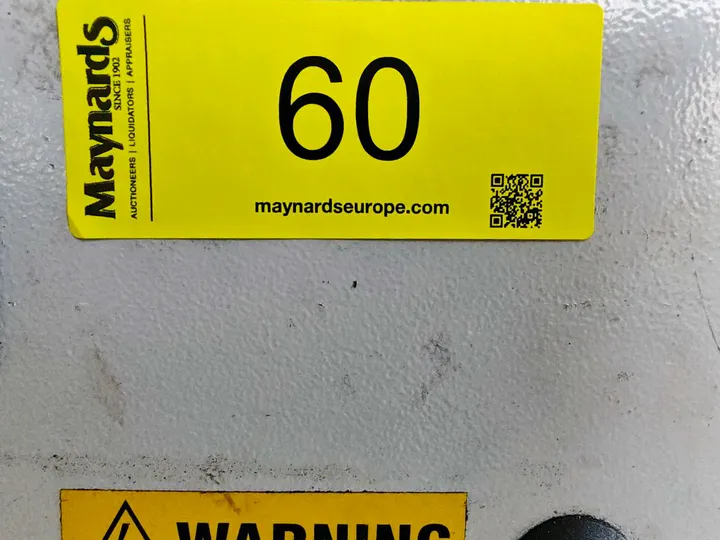 Maynards
SINCE 1902
AUCTIONEERS | LIQUIDATORS | APPRAISERS
60
maynardseurope.com
WARNING